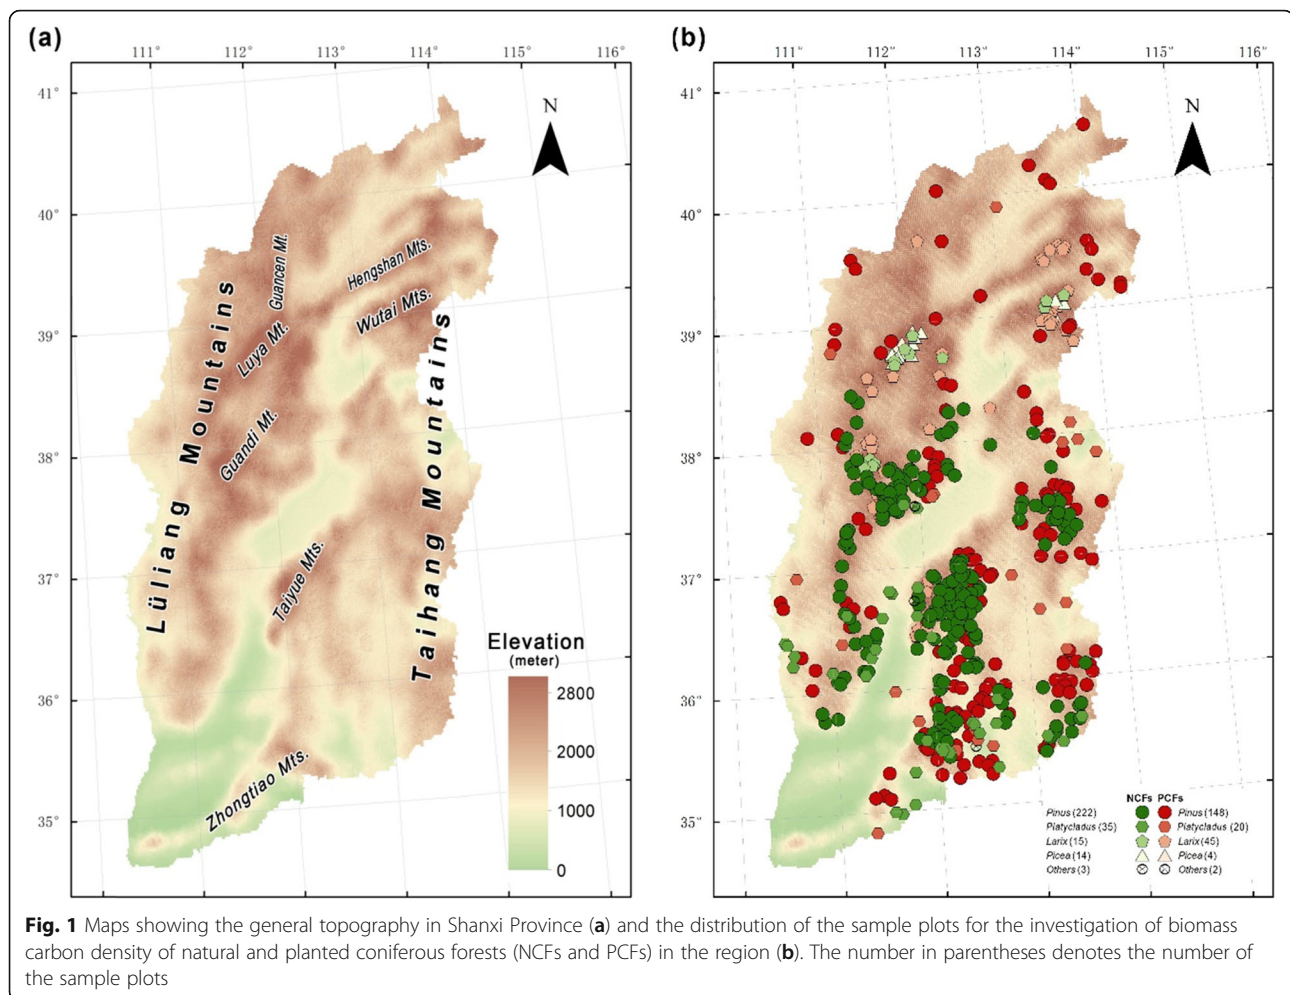 (a)
111° 112° 113° 114° 115° 116°
41°
40°
39°
38°
37°
36°
35°
N
Guancen Mt.
Hengshan Mts.
Wutai Mts.
Luya Mt.
Guandi Mt.
Lüliang Mountains
Taihang Mountains
Taiyue Mts.
Zhongtiao Mts.
Elevation
(meter)
2800
2000
1000
0
(b)
111° 112° 113° 114° 115° 116°
41°
40°
39°
38°
37°
36°
35°
N
NCFs PCFs
Pinus (222) Pinus (148)
Platycladus (35) Platycladus (20)
Larix (15) Larix (45)
Picea (14) Picea (4)
Others (3) Others (2)
Fig. 1 Maps showing the general topography in Shanxi Province (a) and the distribution of the sample plots for the investigation of biomass
carbon density of natural and planted coniferous forests (NCFs and PCFs) in the region (b). The number in parentheses denotes the number of
the sample plots